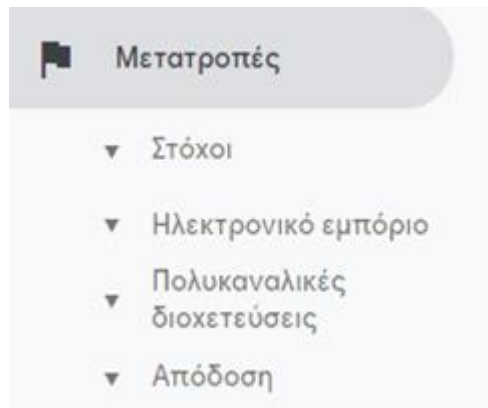 Μετατροπές
Στόχοι
Ηλεκτρονικό εμπόριο
Πολυκαναλικές
διοχετεύσεις
Απόδοση